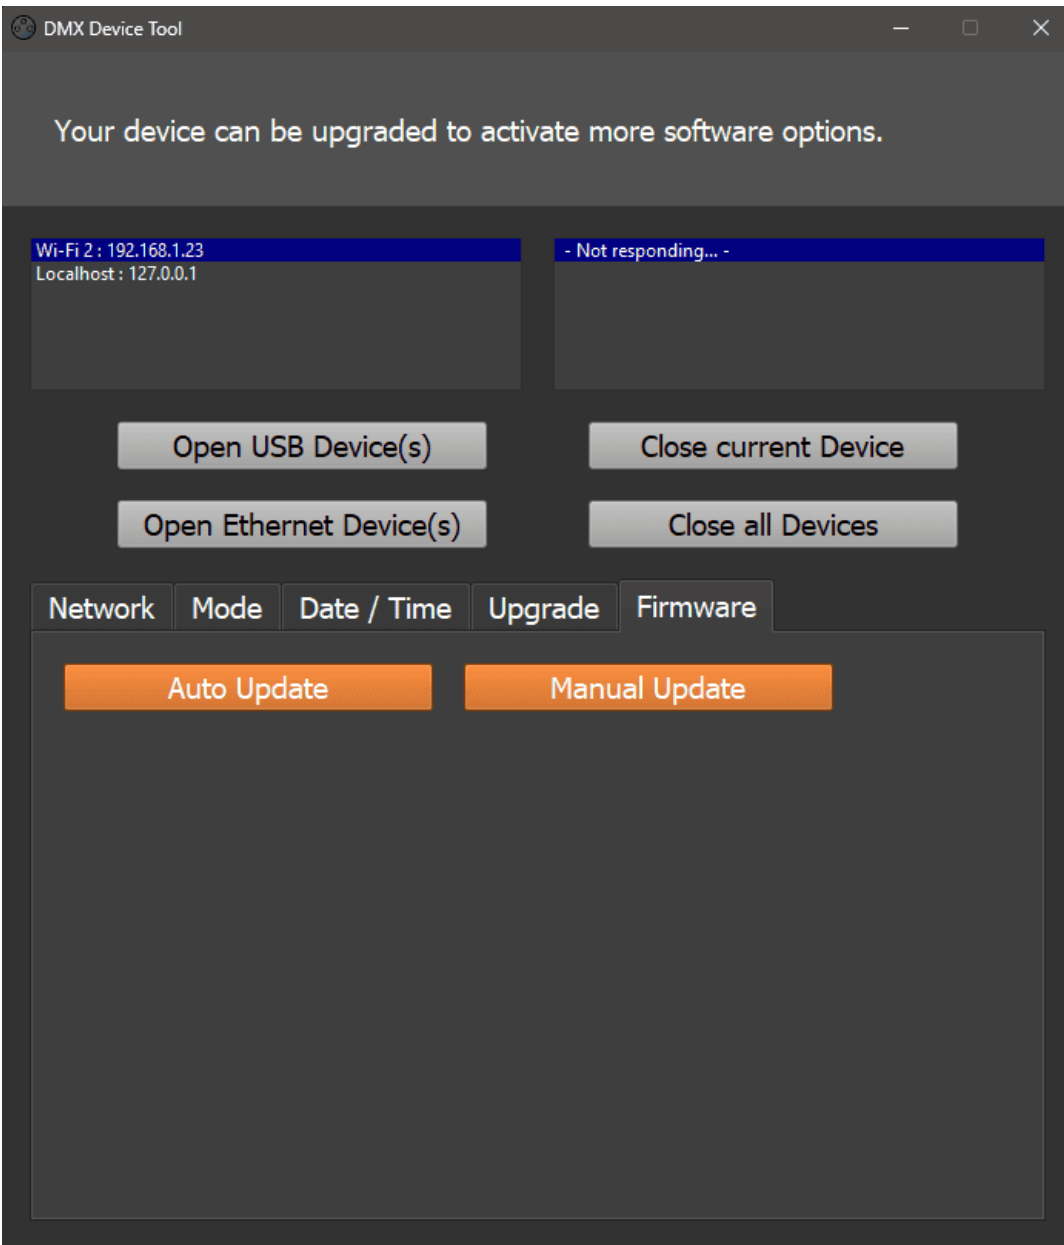 DMX Device Tool
Your device can be upgraded to activate more software options.
Wi-Fi 2 : 192.168.1.23
Localhost : 127.0.0.1
- Not responding... -
Open USB Device(s)
Close current Device
Open Ethernet Device(s)
Close all Devices
Network
Mode
Date / Time
Upgrade
Firmware
Auto Update
Manual Update